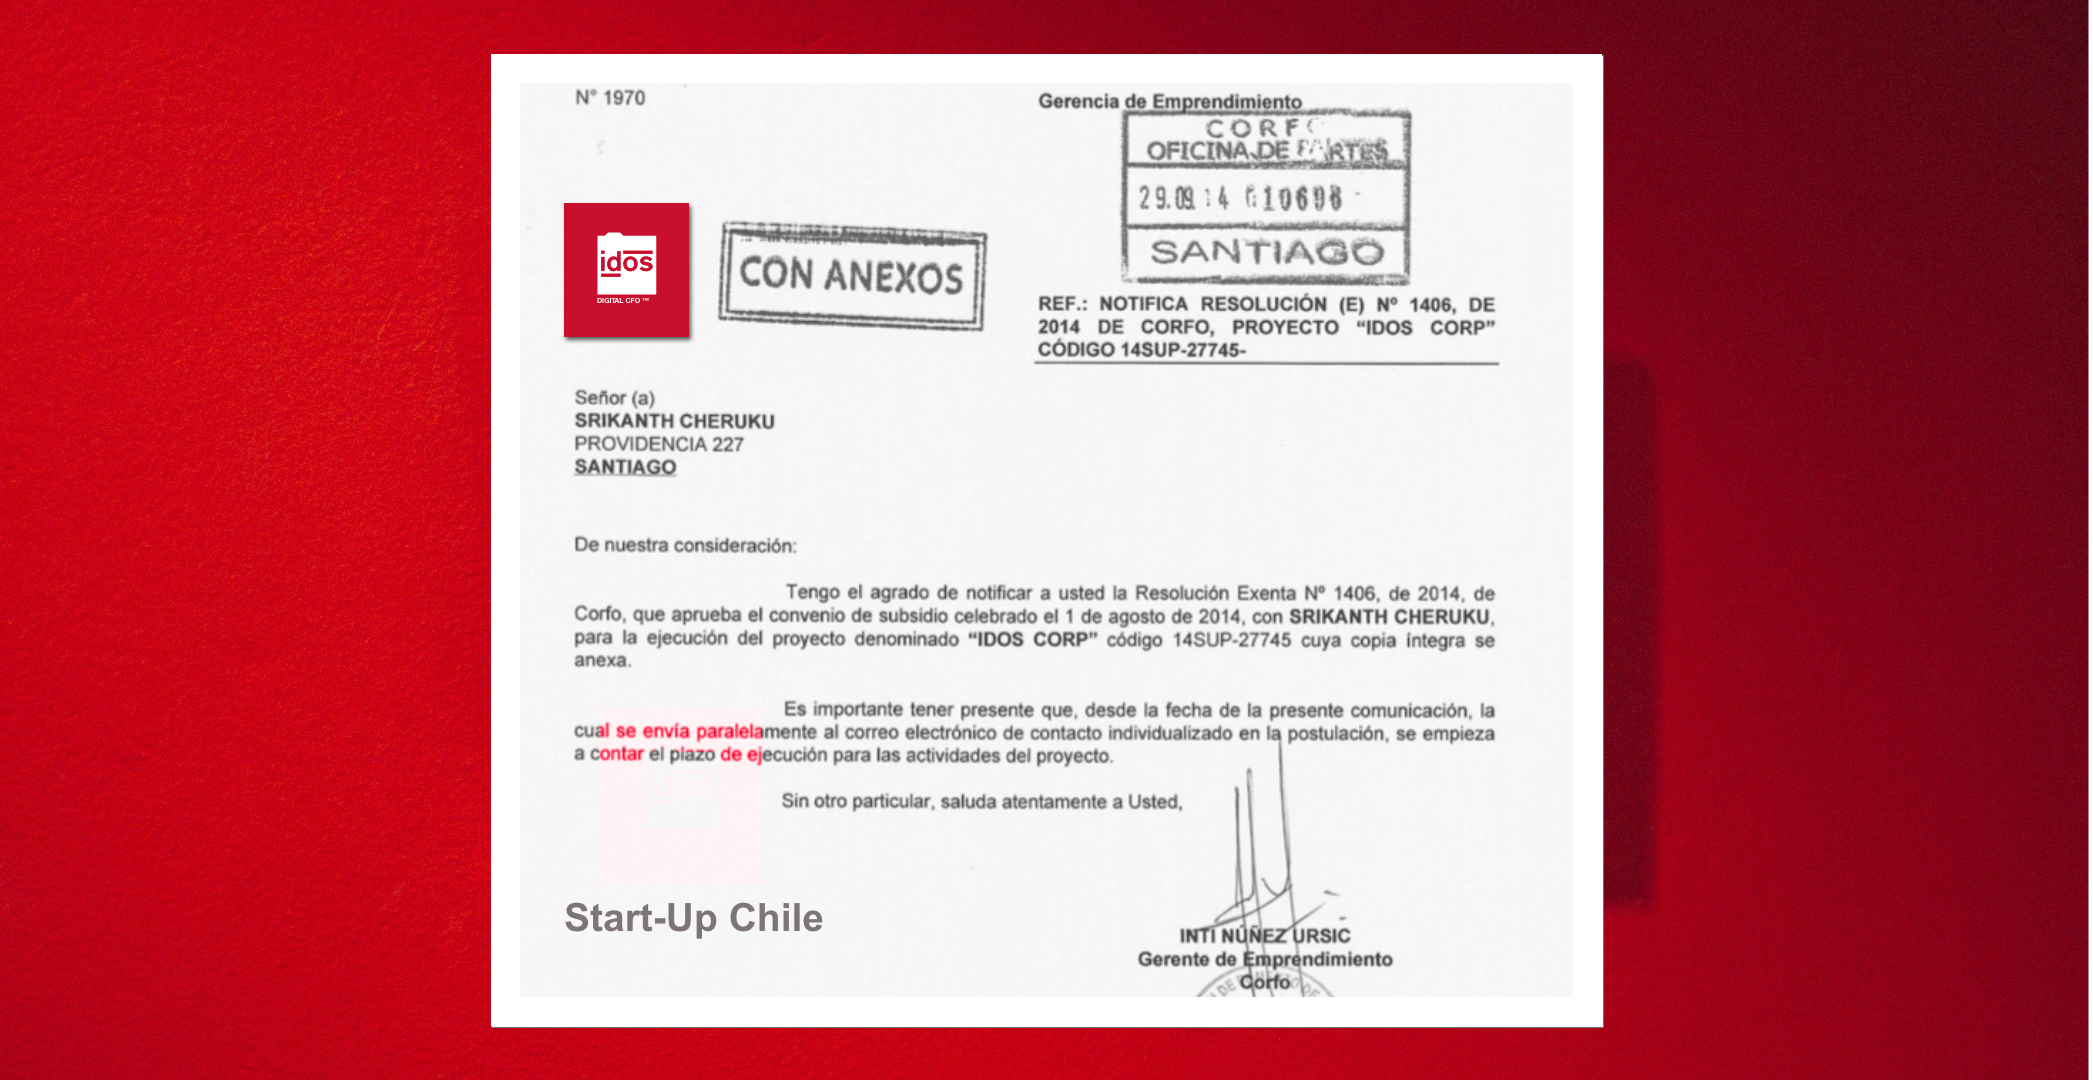 N° 1970
Gerencia de Emprendimiento
CORFO
OFICINA DE PARTES
29.09.14
SANTIAGO
idos
DIGITAL CFO ™
CON ANEXOS
REF.: NOTIFICA RESOLUCIÓN (E) Nº 1406, DE
2014 DE CORFO, PROYECTO “IDOS CORP”
CÓDIGO 14SUP-27745-
Señor (a)
SRIKANTH CHERUKU
PROVIDENCIA 227
SANTIAGO
De nuestra consideración:
Tengo el agrado de notificar a usted la Resolución Exenta Nº 1406, de 2014, de
Corfo, que aprueba el convenio de subsidio celebrado el 1 de agosto de 2014, con SRIKANTH CHERUKU,
para la ejecución del proyecto denominado “IDOS CORP” código 14SUP-27745 cuya copia íntegra se
anexa.
Es importante tener presente que, desde la fecha de la presente comunicación, la
cual se envía paralelamente al correo electrónico de contacto individualizado en la postulación, se empieza
a contar el plazo de ejecución para las actividades del proyecto.
Sin otro particular, saluda atentamente a Usted,
Start-Up Chile
INTI NÚÑEZ URSIC
Gerente de Emprendimiento
Corfo